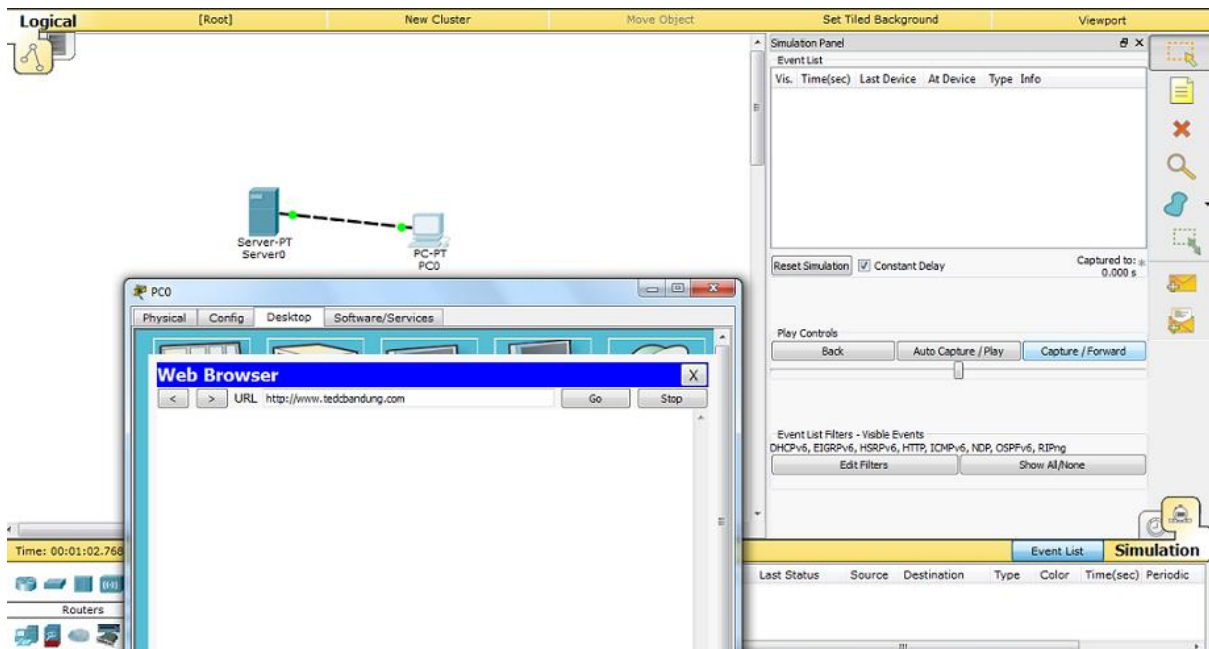 Logical [Root] New Cluster Move Object Set Tiled Background Viewport
Simulation Panel
Event List
Vis. Time(sec) Last Device At Device Type Info
Server-PT
Server0
PC-PT
PC0
Reset Simulation Constant Delay Captured to: *
0.000 s
Play Controls
Back Auto Capture / Play Capture / Forward
Event List Filters - Visible Events
DHCPv6, EIGRPv6, HSRPv6, HTTP, ICMPv6, NDP, OSPFv6, RIPng
Edit Filters Show All/None
PC0
Physical Config Desktop Software/Services
Web Browser X
< > URL http://www.tedcbandung.com Go Stop
Time: 00:01:02.768 Event List Simulation
Last Status Source Destination Type Color Time(sec) Periodic
Routers